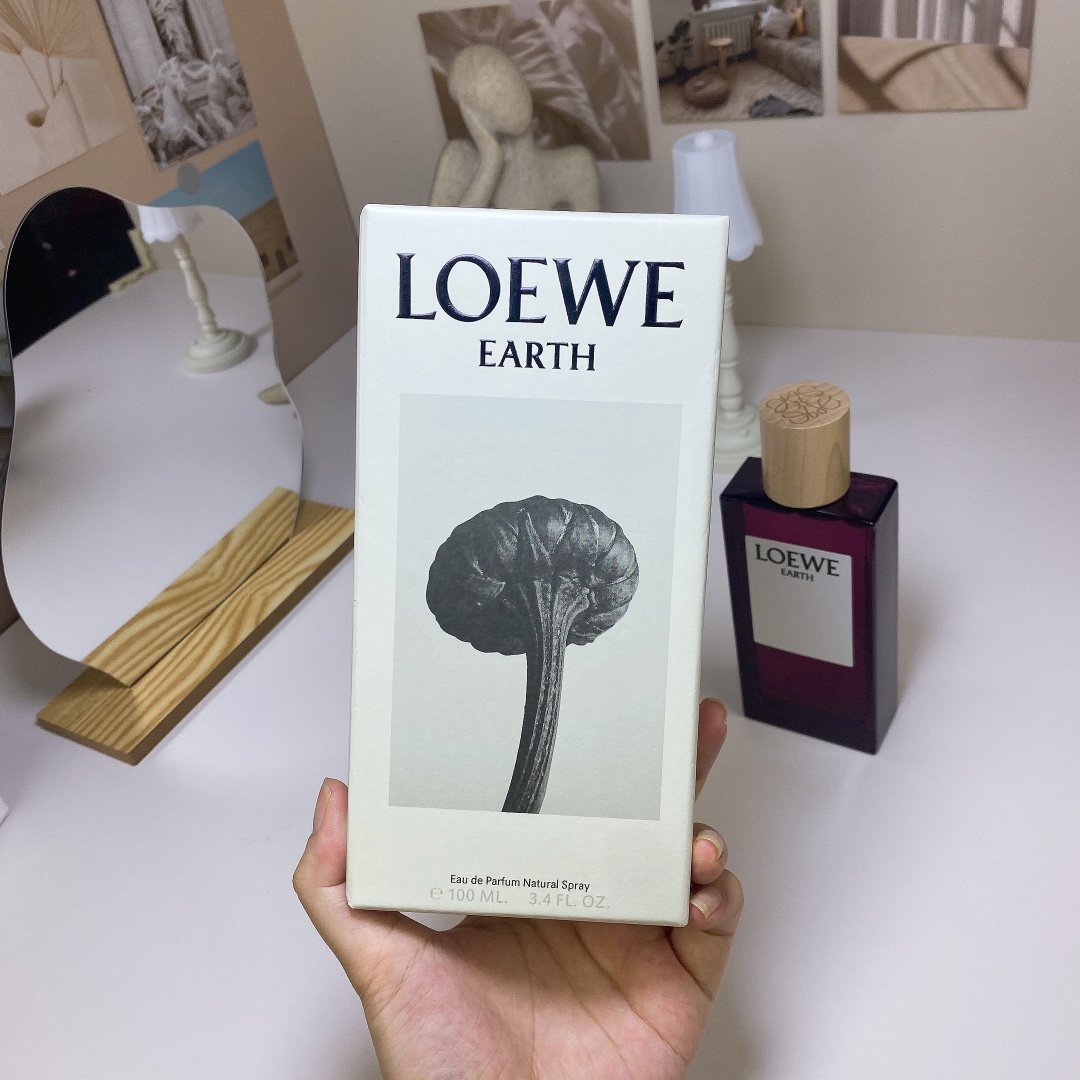 LOEWE
EARTH
Eau de Parfum Natural Spray
℮ 100 ML. 3.4 FL. OZ.
LOEWE
EARTH